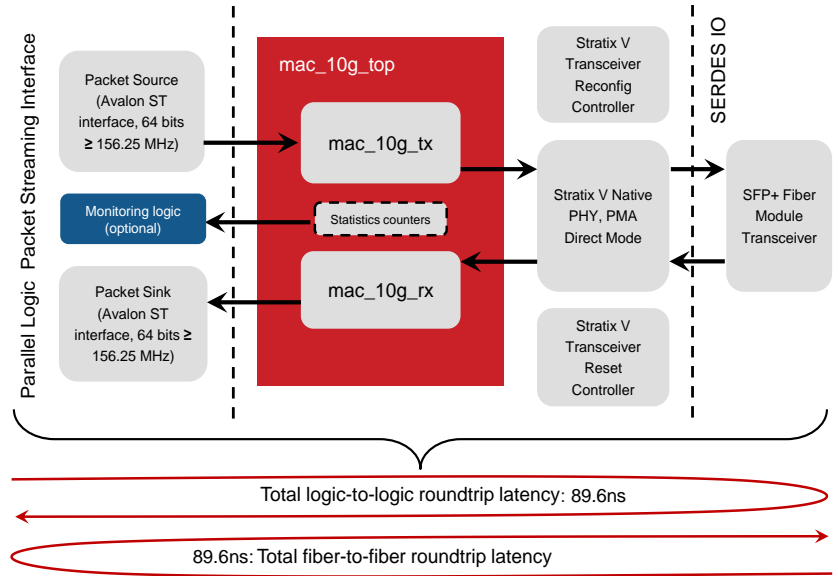 Parallel Logic Packet Streaming Interface
Packet Source
(Avalon ST
interface, 64 bits
≥ 156.25 MHz)
Monitoring logic
(optional)
Packet Sink
(Avalon ST
interface, 64 bits ≥
156.25 MHz)
mac_10g_top
mac_10g_tx
Statistics counters
mac_10g_rx
Stratix V
Transceiver
Reconfig
Controller
Stratix V Native
PHY, PMA
Direct Mode
Stratix V
Transceiver
Reset
Controller
SERDES IO
SFP+ Fiber
Module
Transceiver
Total logic-to-logic roundtrip latency: 89.6ns
89.6ns: Total fiber-to-fiber roundtrip latency